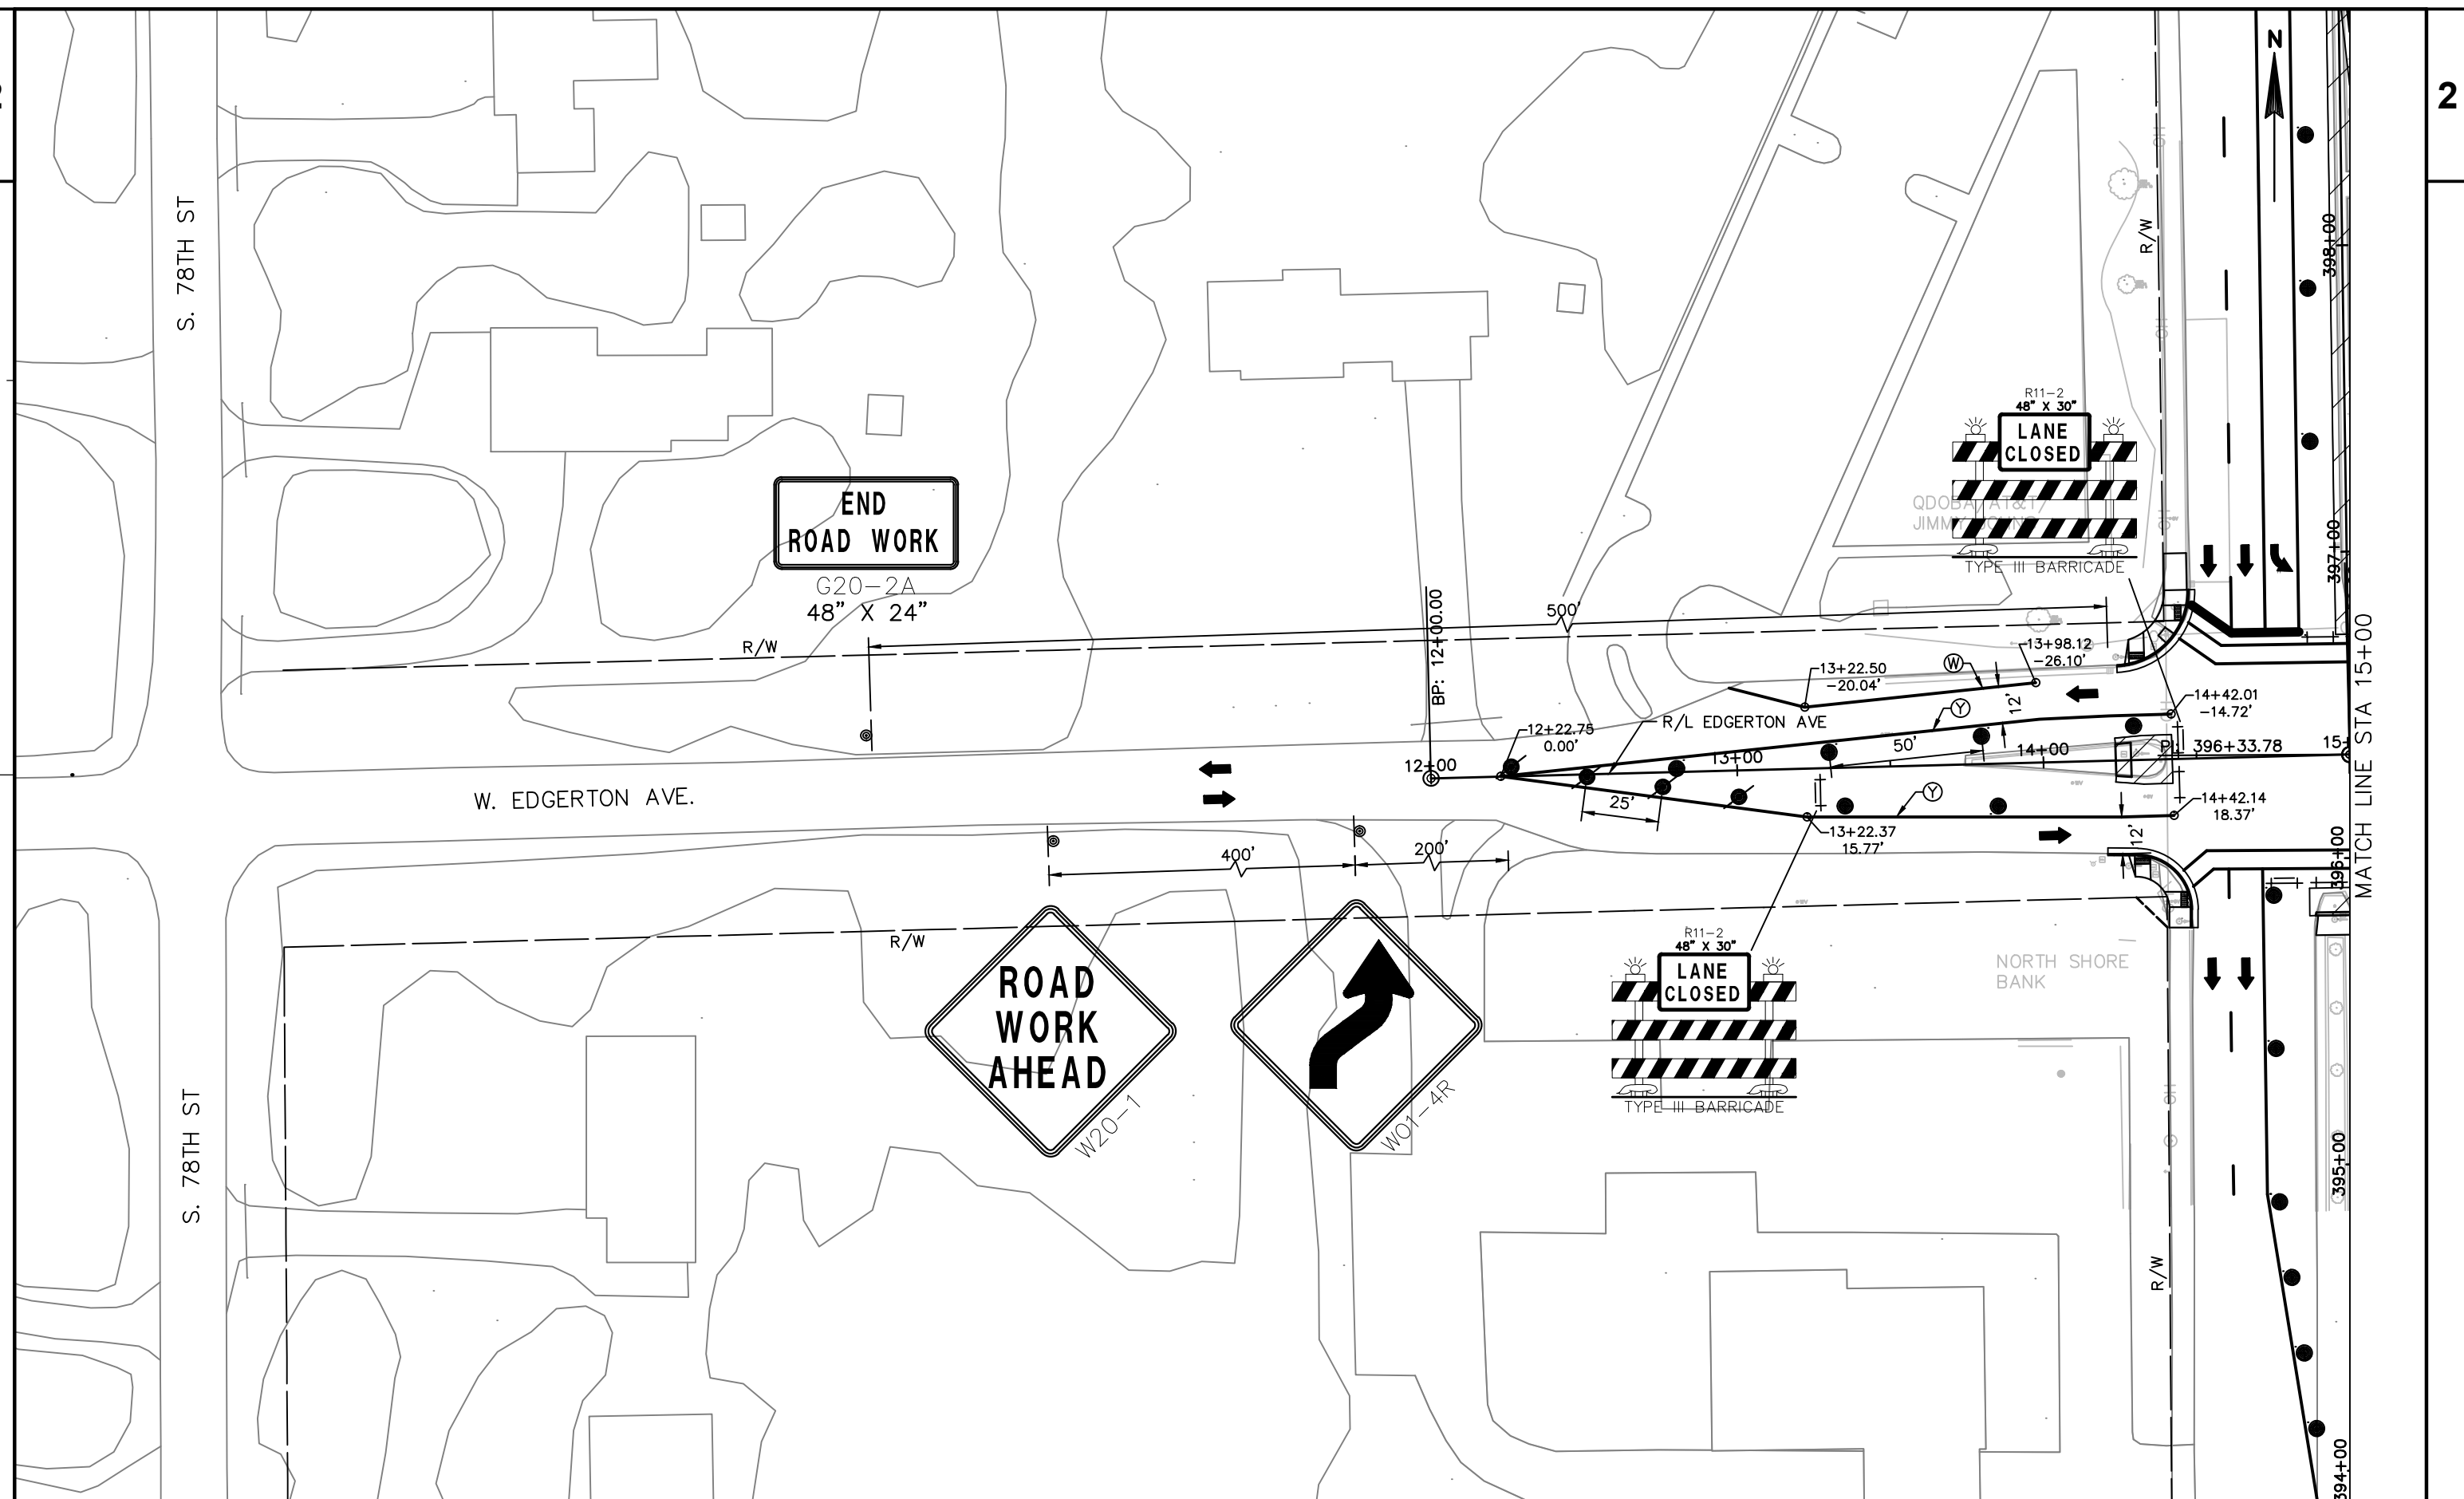 2
N
S. 78TH ST
R/W
398+00
R11-2
48" X 30"
LANE
CLOSED
QDOBA/AT&T/
TYPE III BARRICADE
397+00
END
ROAD WORK
G20-2A
48" X 24"
BP: 12+00.00
500'
R/W
13+98.12
-26.10'
13+22.50
-20.04'
W
12'
14+42.01
-14.72'
Y
R/L EDGERTON AVE
12+22.75
0.00'
50'
14+00
396+33.78
15+
12+00
13+00
MATCH LINE STA 15+00
W. EDGERTON AVE.
25'
Y
14+42.14
18.37'
13+22.37
15.77'
12'
396+00
400'
200'
R/W
R11-2
48" X 30"
LANE
CLOSED
TYPE III BARRICADE
NORTH SHORE
BANK
ROAD
WORK
AHEAD
W20-1
W01-4R
S. 78TH ST
395+00
R/W
394+00